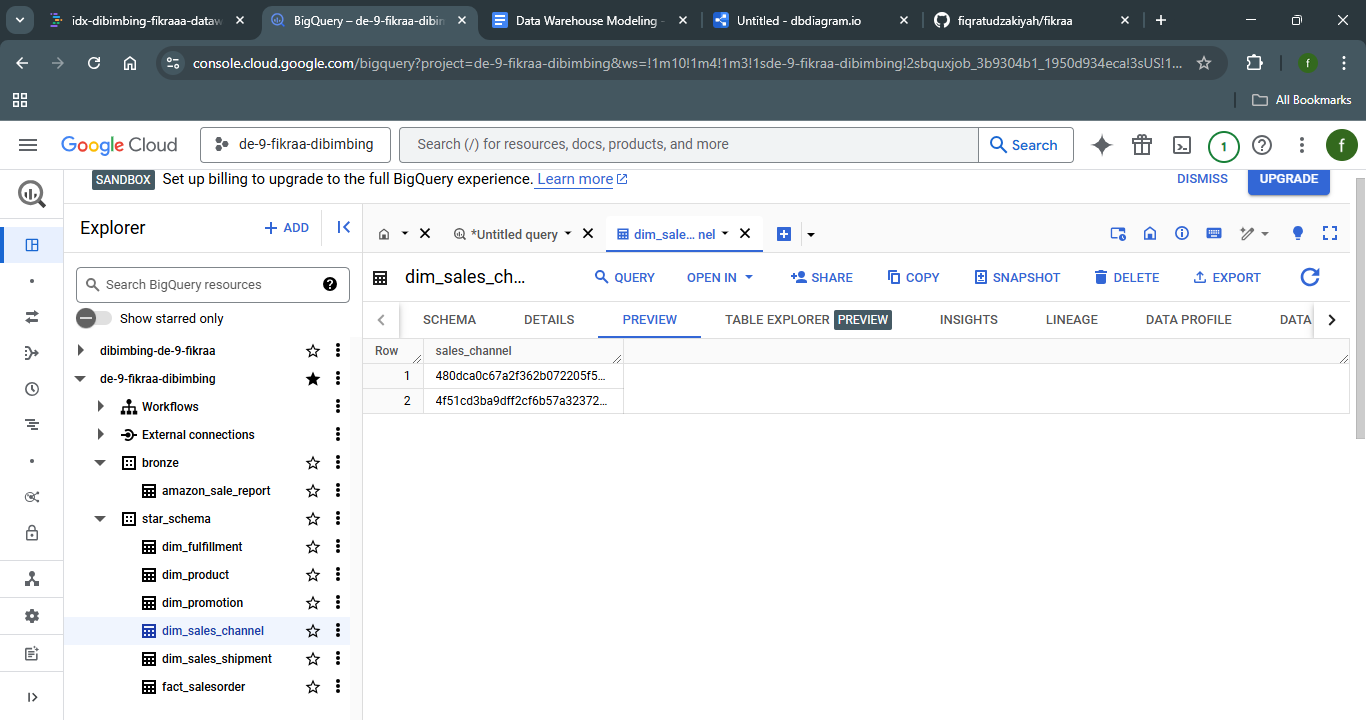 idx-dibimbing-fikraaa-dataw
BigQuery – de-9-fikraa-dibim
Data Warehouse Modeling -
Untitled - dbdiagram.io
fiqratudzakiyah/fikraa
console.cloud.google.com/bigquery?project=de-9-fikraa-dibimbing&ws=!1m10!1m4!1m3!1sde-9-fikraa-dibimbing!2sbquxjob_3b9304b1_1950d934eca!3sUS!1...
f
All Bookmarks
Google Cloud
de-9-fikraa-dibimbing
Search (/) for resources, docs, products, and more
Search
1
f
SANDBOX Set up billing to upgrade to the full BigQuery experience. Learn more
DISMISS
UPGRADE
Explorer
ADD
*Untitled query
dim_sale... nel
Search BigQuery resources
Show starred only
dibimbing-de-9-fikraa
de-9-fikraa-dibimbing
Workflows
External connections
bronze
amazon_sale_report
star_schema
dim_fulfillment
dim_product
dim_promotion
dim_sales_channel
dim_sales_shipment
fact_salesorder
dim_sales_ch...
QUERY
OPEN IN
SHARE
COPY
SNAPSHOT
DELETE
EXPORT
SCHEMA
DETAILS
PREVIEW
TABLE EXPLORER PREVIEW
INSIGHTS
LINEAGE
DATA PROFILE
DATA
Row sales_channel
1 480dca0c67a2f362b072205f5...
2 4f51cd3ba9dff2cf6b57a32372...